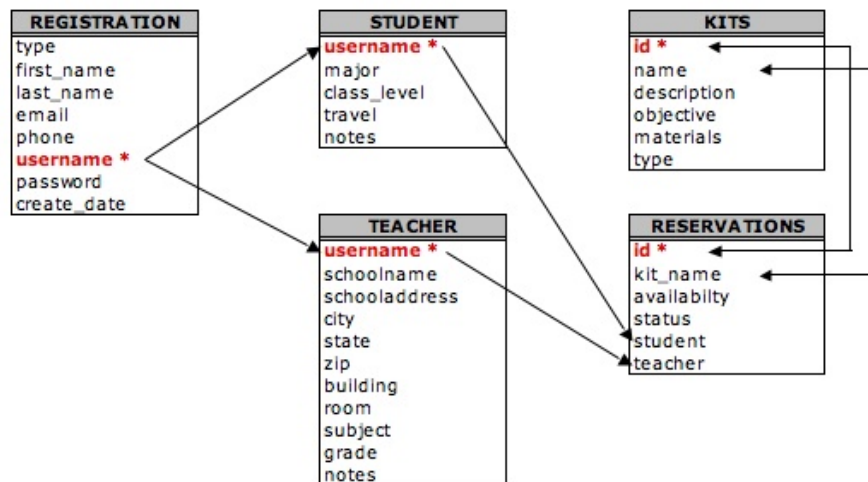 REGISTRATION
type
first_name
last_name
email
phone
username *
password
create_date
STUDENT
username *
major
class_level
travel
notes
KITS
id *
name
description
objective
materials
type
TEACHER
username *
schoolname
schooladdress
city
state
zip
building
room
subject
grade
notes
RESERVATIONS
id *
kit_name
availabilty
status
student
teacher